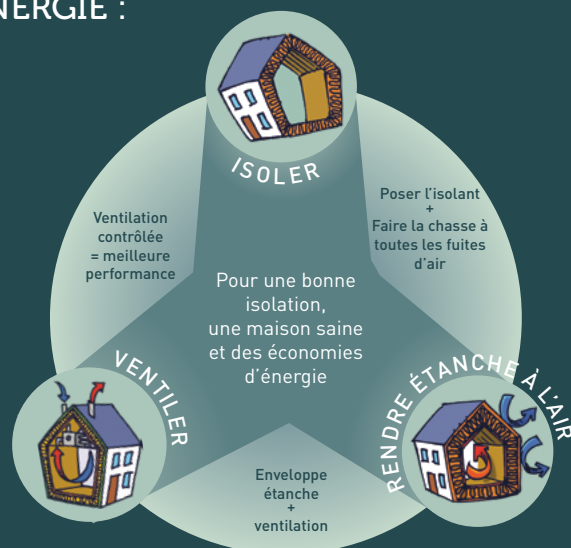 NERGIE :
ISOLER
Poser l'isolant
+
Faire la chasse à
toutes les fuites
d'air
Ventilation
contrôlée
= meilleure
performance
Pour une bonne
isolation,
une maison saine
et des économies
d'énergie
VENTILER
RENDRE ÉTANCHE À L'AIR
Enveloppe
étanche
+
ventilation